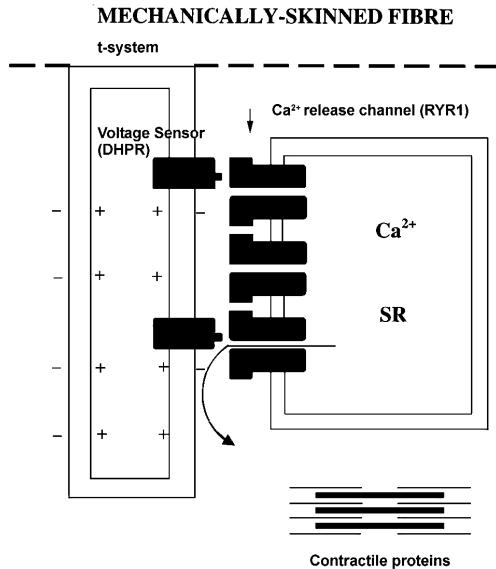 MECHANICALLY-SKINNED FIBRE
t-system
Ca²⁺ release channel (RYR1)
Voltage Sensor
(DHPR)
– + + –
Ca²⁺
– + +
SR
– + + –
– + +
Contractile proteins